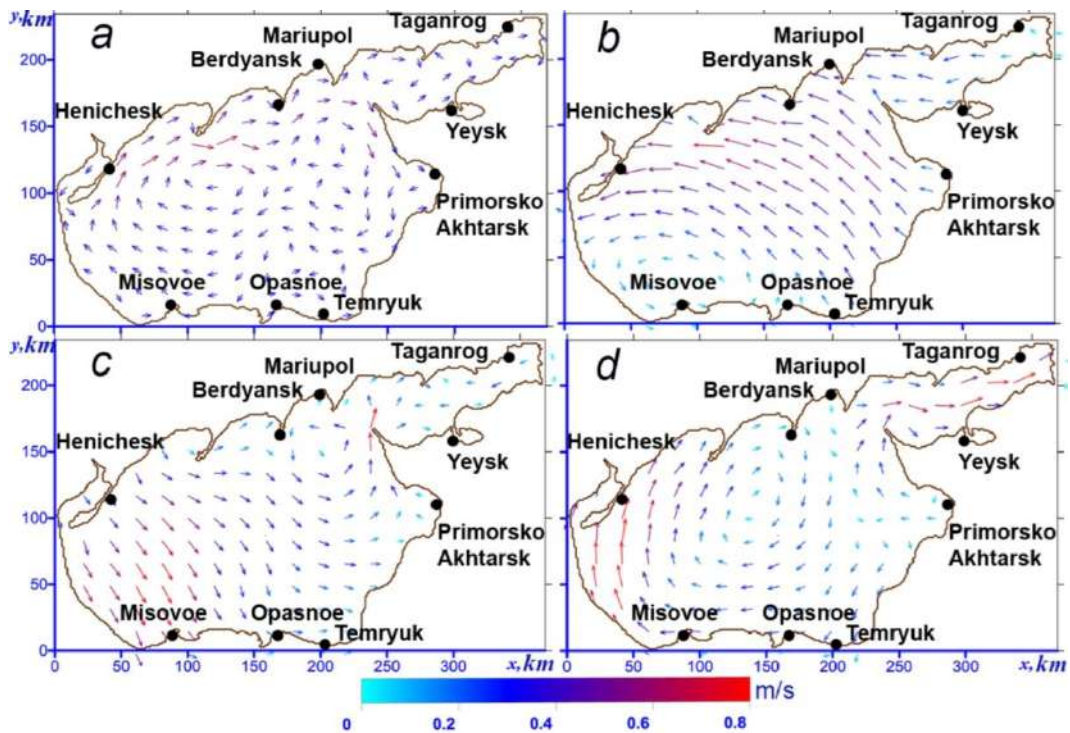 y,km
a
Taganrog
200
Mariupol
Berdyansk
Henichesk
150
Yeysk
100
Primorsko
Akhtarsk
50
Misovoe
Opasnoe
Temryuk
0
b
Taganrog
Mariupol
Berdyansk
Henichesk
Yeysk
Primorsko
Akhtarsk
Misovoe
Opasnoe
Temryuk
0 50 100 150 200 250 300
y,km
c
Taganrog
200
Mariupol
Berdyansk
Henichesk
150
Yeysk
100
Primorsko
Akhtarsk
50
Misovoe
Opasnoe
Temryuk
0
0 50 100 150 200 250 300 x,km
d
Taganrog
Mariupol
Berdyansk
Henichesk
Yeysk
Primorsko
Akhtarsk
Misovoe
Opasnoe
Temryuk
0 50 100 150 200 250 300 x,km
m/s
0 0.2 0.4 0.6 0.8